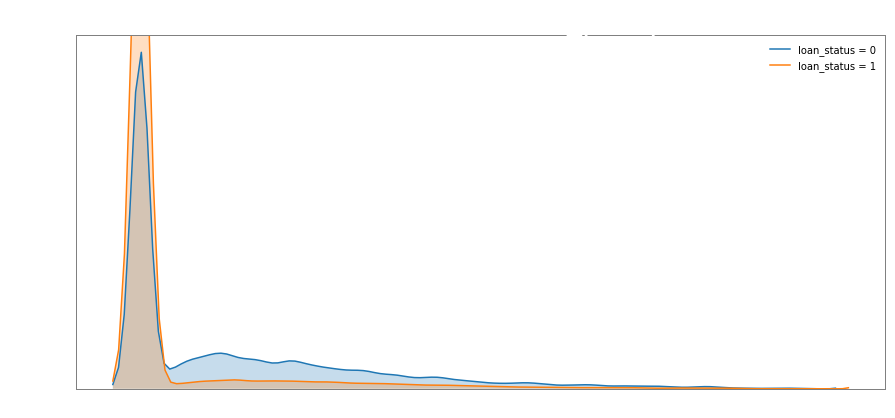 loan_status = 0
loan_status = 1